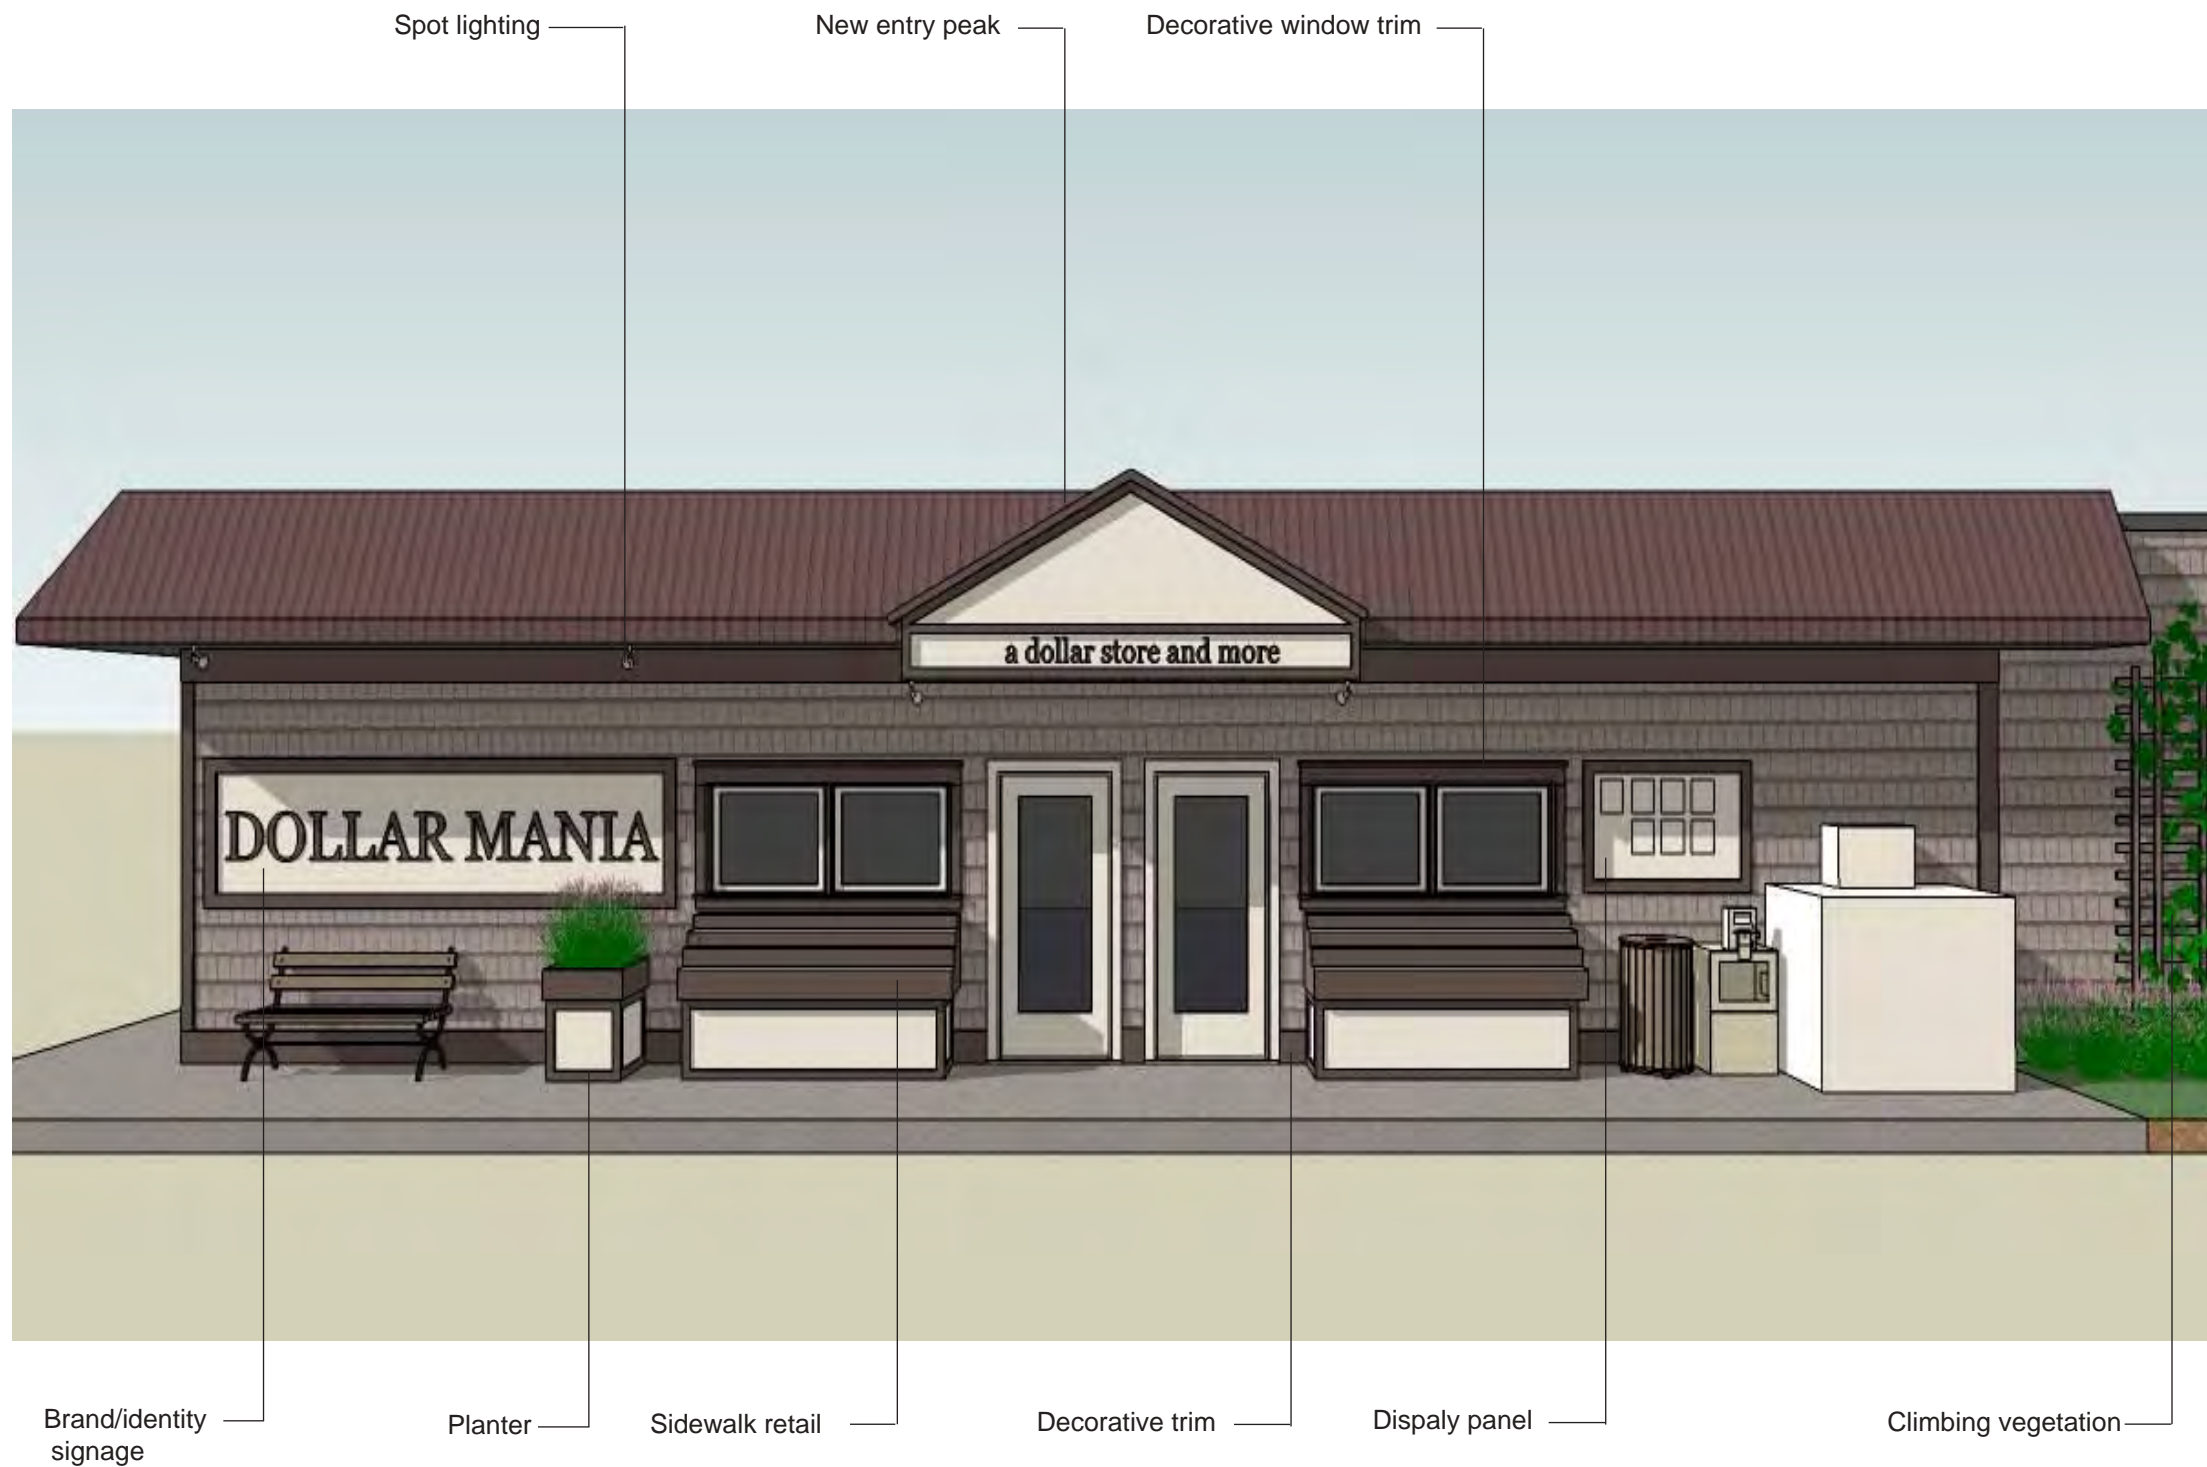 Spot lighting
New entry peak
Decorative window trim
a dollar store and more
DOLLAR MANIA
Brand/identity
signage
Planter
Sidewalk retail
Decorative trim
Dispaly panel
Climbing vegetation